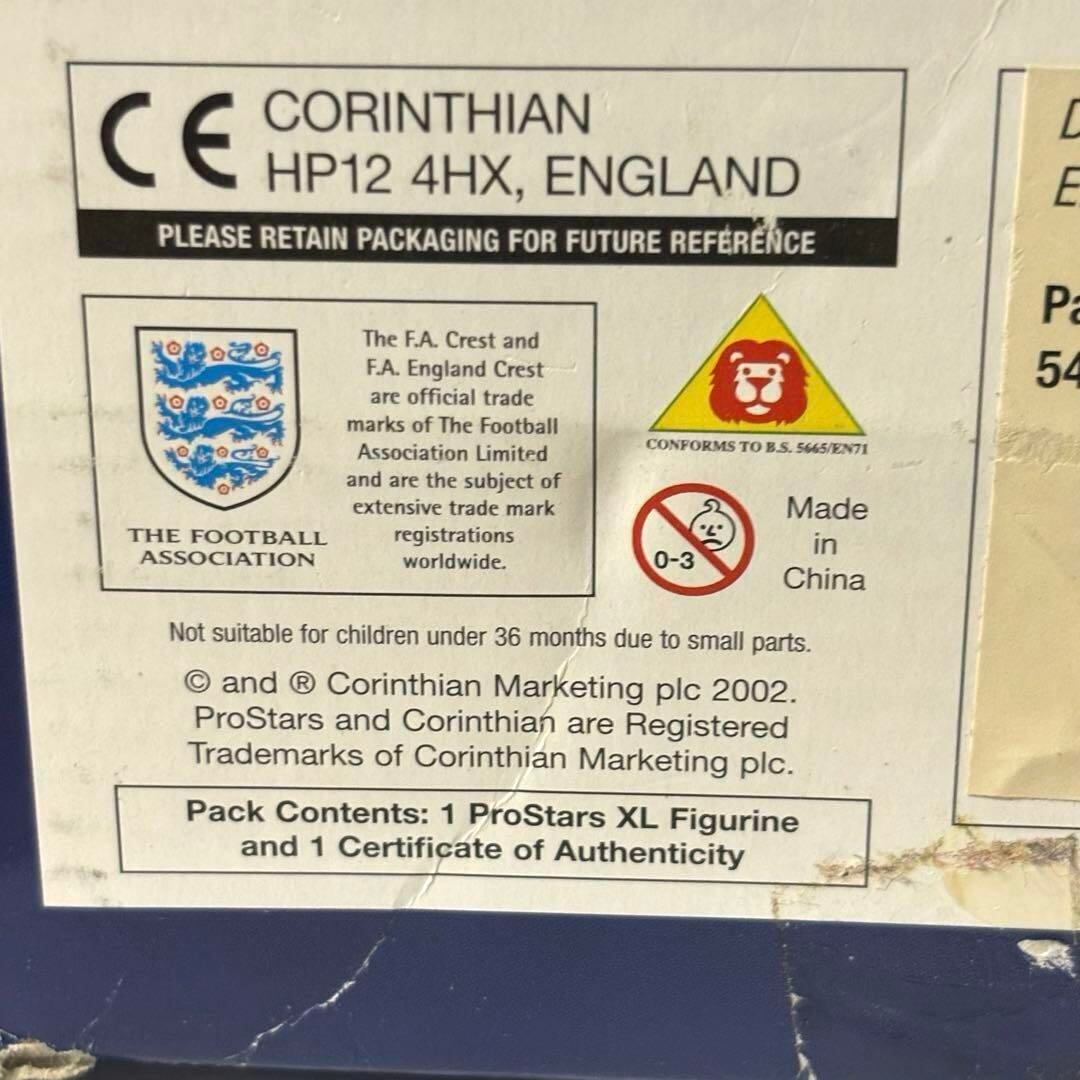 CE CORINTHIAN
HP12 4HX, ENGLAND
PLEASE RETAIN PACKAGING FOR FUTURE REFERENCE
The F.A. Crest and
F.A. England Crest
are official trade
marks of The Football
Association Limited
and are the subject of
extensive trade mark
registrations
worldwide.
THE FOOTBALL
ASSOCIATION
CONFORMS TO B.S. 5665/EN71
0-3
Made
in
China
Not suitable for children under 36 months due to small parts.
© and ® Corinthian Marketing plc 2002.
ProStars and Corinthian are Registered
Trademarks of Corinthian Marketing plc.
Pack Contents: 1 ProStars XL Figurine
and 1 Certificate of Authenticity
54